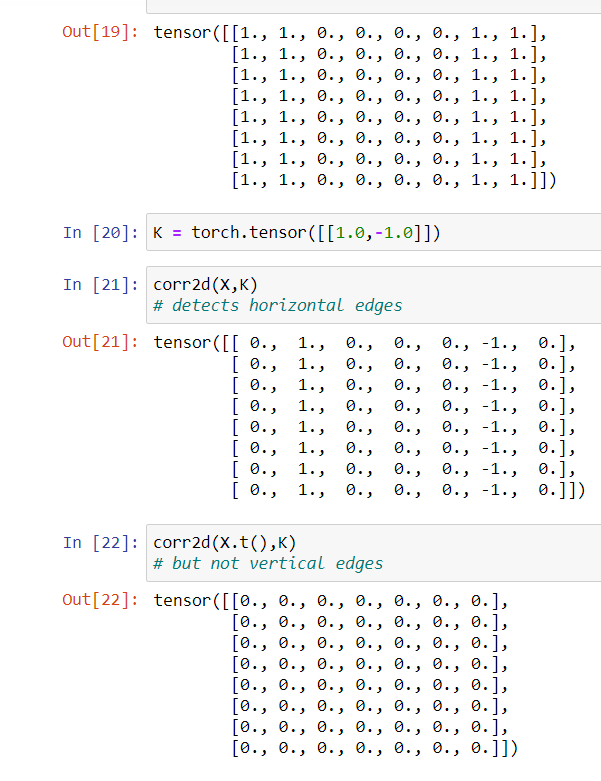 Out[19]: tensor([[1., 1., 0., 0., 0., 0., 1., 1.],
[1., 1., 0., 0., 0., 0., 1., 1.],
[1., 1., 0., 0., 0., 0., 1., 1.],
[1., 1., 0., 0., 0., 0., 1., 1.],
[1., 1., 0., 0., 0., 0., 1., 1.],
[1., 1., 0., 0., 0., 0., 1., 1.],
[1., 1., 0., 0., 0., 0., 1., 1.],
[1., 1., 0., 0., 0., 0., 1., 1.]])
In [20]: K = torch.tensor([[1.0,-1.0]])
In [21]: corr2d(X,K)
# detects horizontal edges
Out[21]: tensor([[ 0., 1., 0., 0., 0., -1., 0.],
[ 0., 1., 0., 0., 0., -1., 0.],
[ 0., 1., 0., 0., 0., -1., 0.],
[ 0., 1., 0., 0., 0., -1., 0.],
[ 0., 1., 0., 0., 0., -1., 0.],
[ 0., 1., 0., 0., 0., -1., 0.],
[ 0., 1., 0., 0., 0., -1., 0.],
[ 0., 1., 0., 0., 0., -1., 0.]])
In [22]: corr2d(X.t(),K)
# but not vertical edges
Out[22]: tensor([[0., 0., 0., 0., 0., 0., 0.],
[0., 0., 0., 0., 0., 0., 0.],
[0., 0., 0., 0., 0., 0., 0.],
[0., 0., 0., 0., 0., 0., 0.],
[0., 0., 0., 0., 0., 0., 0.],
[0., 0., 0., 0., 0., 0., 0.],
[0., 0., 0., 0., 0., 0., 0.],
[0., 0., 0., 0., 0., 0., 0.]])